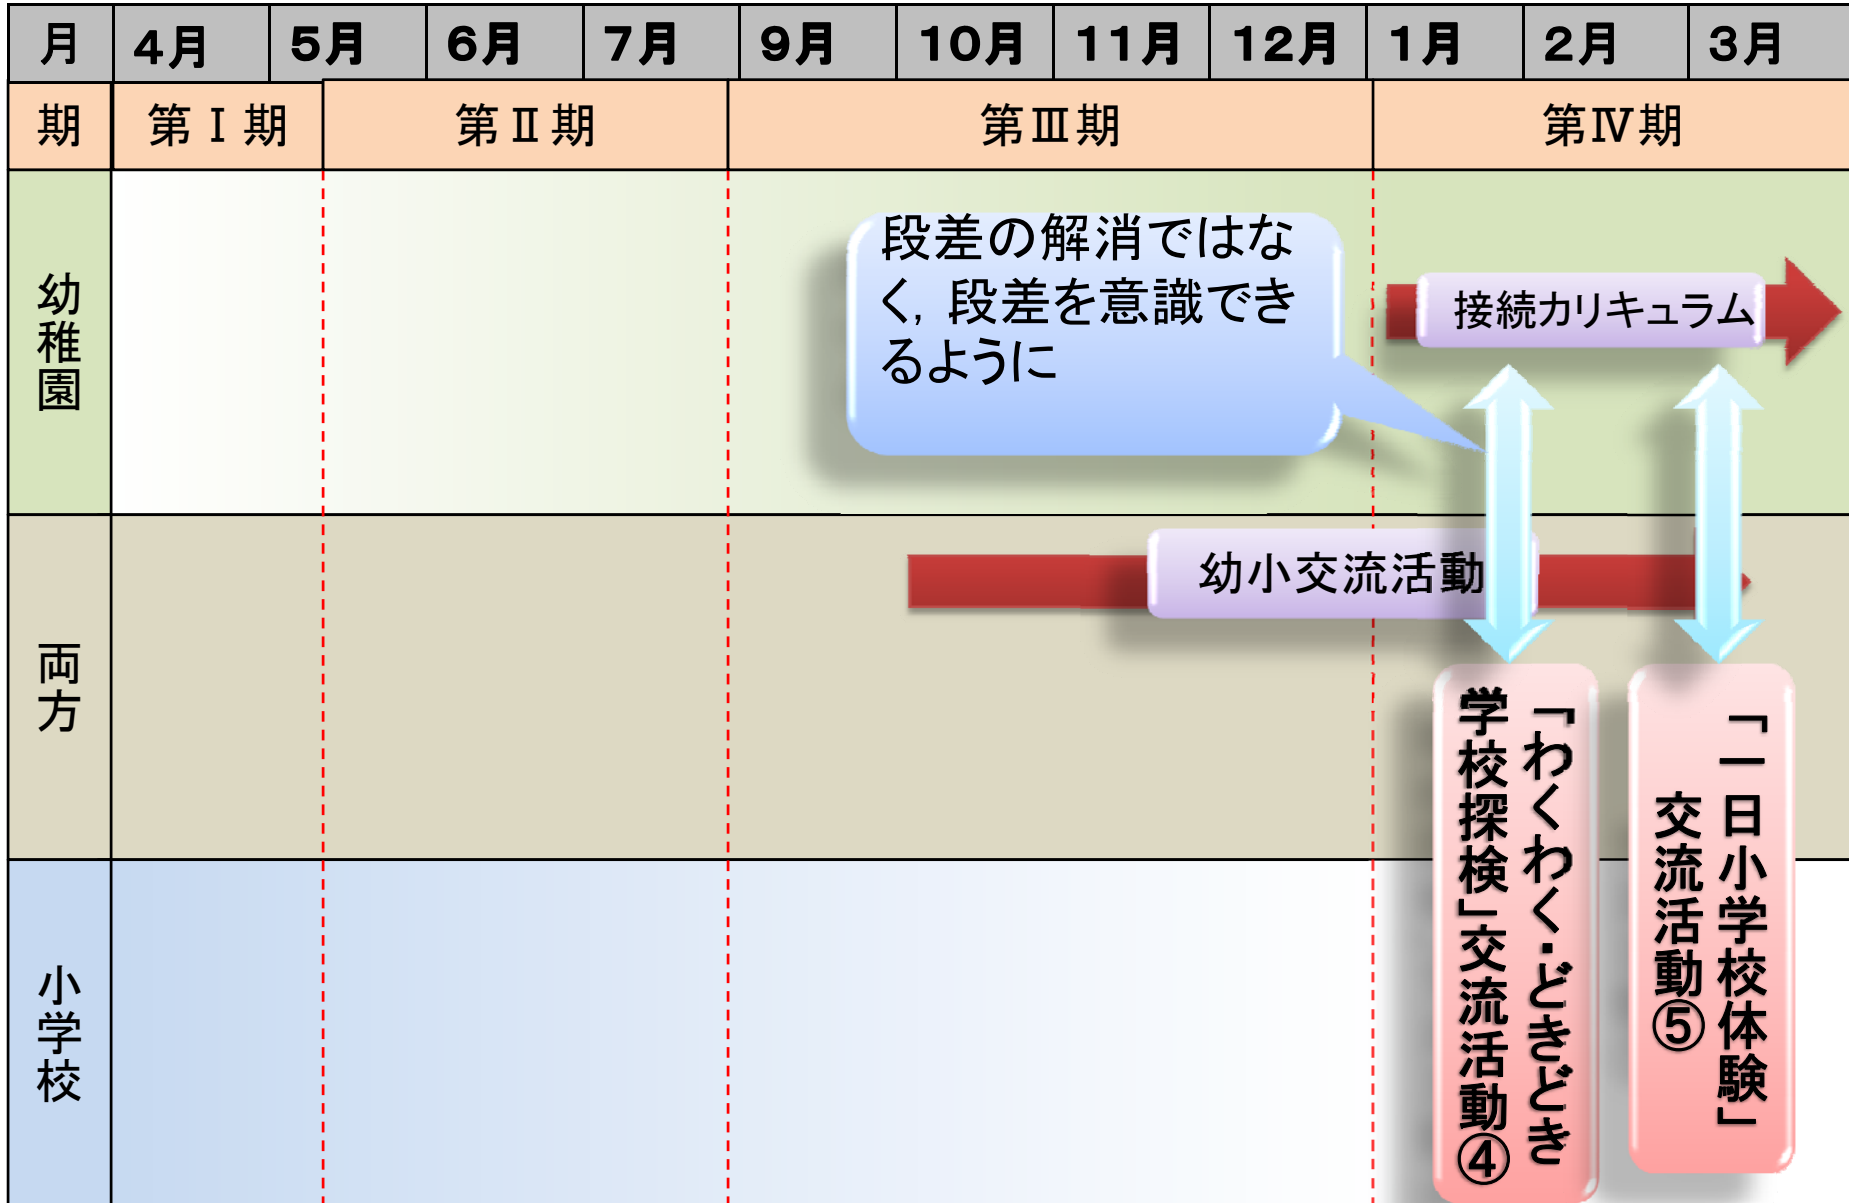 月 4月 5月 6月 7月 9月 10月 11月 12月 1月 2月 3月
期 第Ⅰ期 第Ⅱ期 第Ⅲ期 第Ⅳ期
幼稚園
段差の解消ではな
く，段差を意識でき
るように
接続カリキュラム
両方
幼小交流活動
「わくわく・どきどき
学校探検」交流活動④
「一日小学校体験」
交流活動⑤
小学校